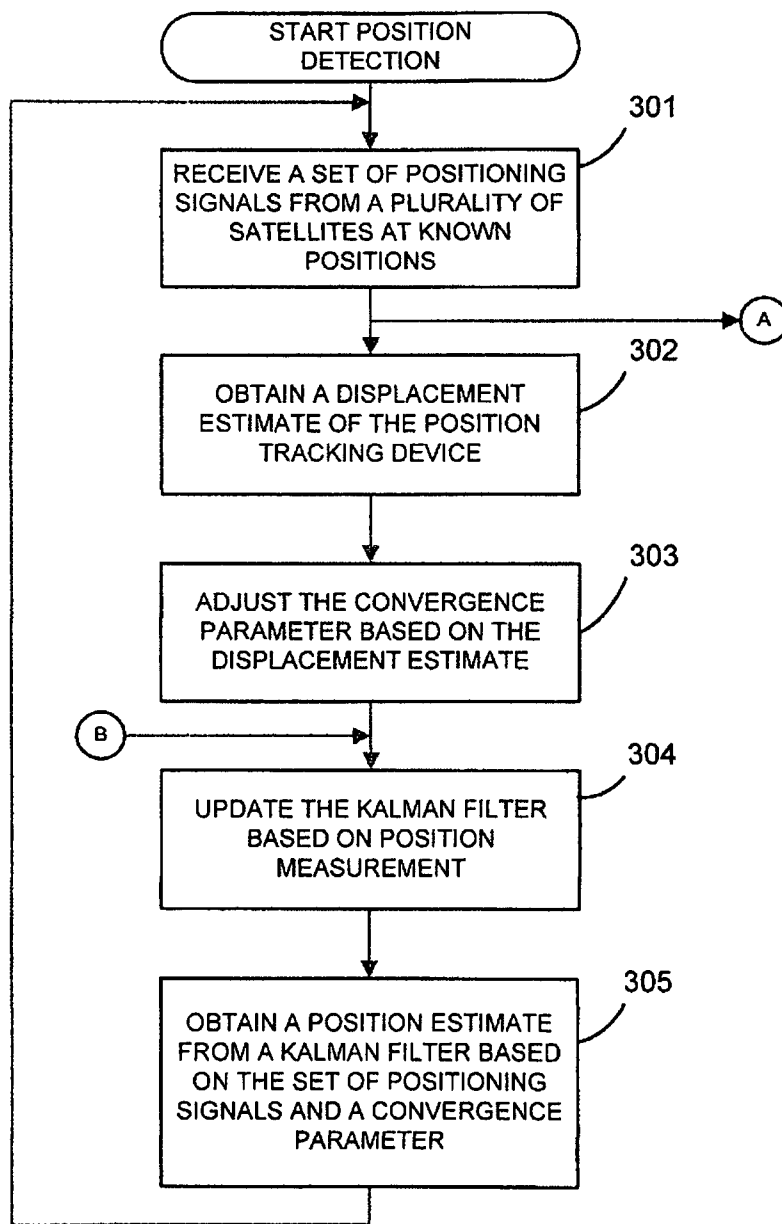 START POSITION
DETECTION
301
RECEIVE A SET OF POSITIONING
SIGNALS FROM A PLURALITY OF
SATELLITES AT KNOWN
POSITIONS
A
302
OBTAIN A DISPLACEMENT
ESTIMATE OF THE POSITION
TRACKING DEVICE
303
ADJUST THE CONVERGENCE
PARAMETER BASED ON THE
DISPLACEMENT ESTIMATE
B
304
UPDATE THE KALMAN FILTER
BASED ON POSITION
MEASUREMENT
305
OBTAIN A POSITION ESTIMATE
FROM A KALMAN FILTER BASED
ON THE SET OF POSITIONING
SIGNALS AND A CONVERGENCE
PARAMETER